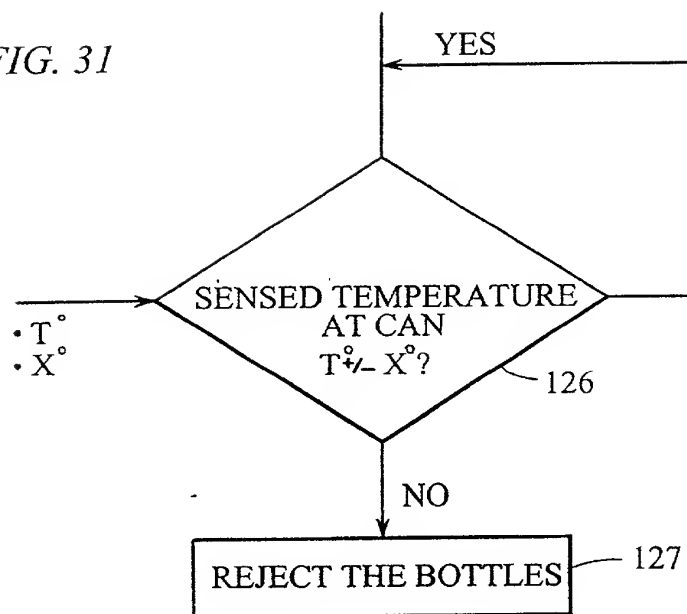 FIG. 31
YES
SENSED TEMPERATURE
AT CAN
T° +/- X°?
• T°
• X°
126
NO
REJECT THE BOTTLES
127